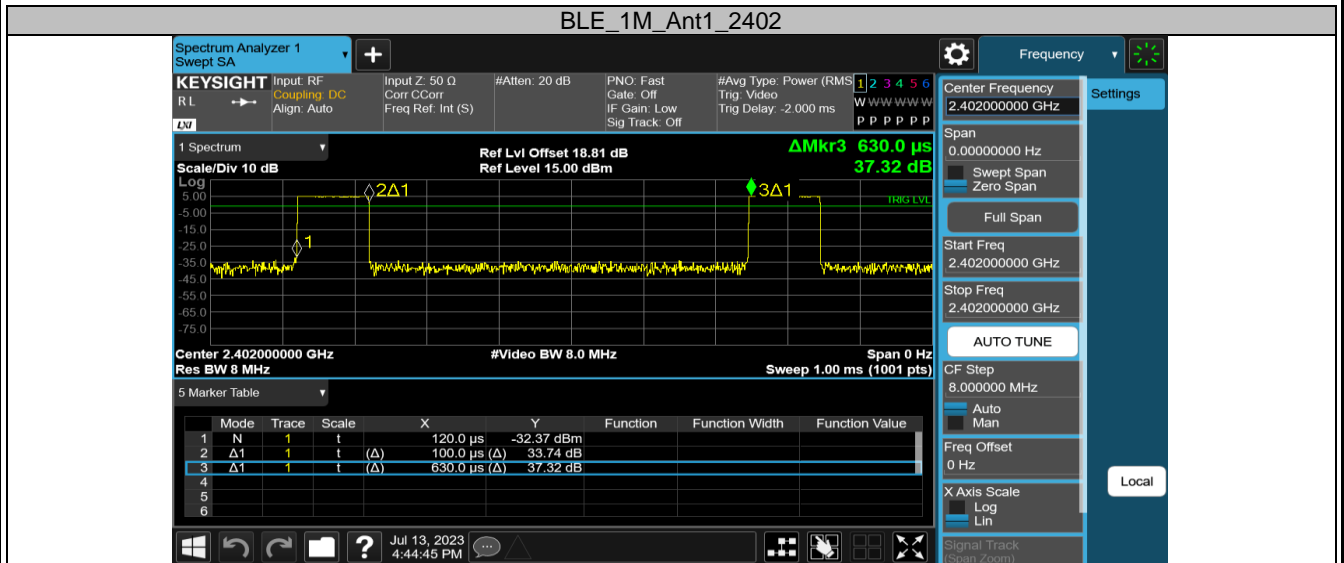 BLE_1M_Ant1_2402
Spectrum Analyzer 1
Swept SA
+
Frequency
KEYSIGHT
R L
LXI
Input: RF
Coupling: DC
Align: Auto
Input Z: 50 Ω
Corr CCorr
Freq Ref: Int (S)
#Atten: 20 dB
PNO: Fast
Gate: Off
IF Gain: Low
Sig Track: Off
#Avg Type: Power (RMS
Trig: Video
Trig Delay: -2.000 ms
1 2 3 4 5 6
W W W W W W
P P P P P P
1 Spectrum
Scale/Div 10 dB
Ref Lvl Offset 18.81 dB
Ref Level 15.00 dBm
ΔMkr3 630.0 µs
37.32 dB
Log
5.00
-5.00
-15.0
-25.0
-35.0
-45.0
-55.0
-65.0
-75.0
1
2Δ1
3Δ1
TRIG LVL
Center 2.402000000 GHz
Res BW 8 MHz
#Video BW 8.0 MHz
Span 0 Hz
Sweep 1.00 ms (1001 pts)
5 Marker Table
Mode Trace Scale X Y Function Function Width Function Value
1 N 1 t 120.0 µs -32.37 dBm
2 Δ1 1 t (Δ) 100.0 µs (Δ) 33.74 dB
3 Δ1 1 t (Δ) 630.0 µs (Δ) 37.32 dB
4
5
6
?
Jul 13, 2023
4:44:45 PM
Center Frequency
2.402000000 GHz
Span
0.00000000 Hz
Swept Span
Zero Span
Full Span
Start Freq
2.402000000 GHz
Stop Freq
2.402000000 GHz
AUTO TUNE
CF Step
8.000000 MHz
Auto
Man
Freq Offset
0 Hz
X Axis Scale
Log
Lin
Signal Track
(Span Zoom)
Settings
Local